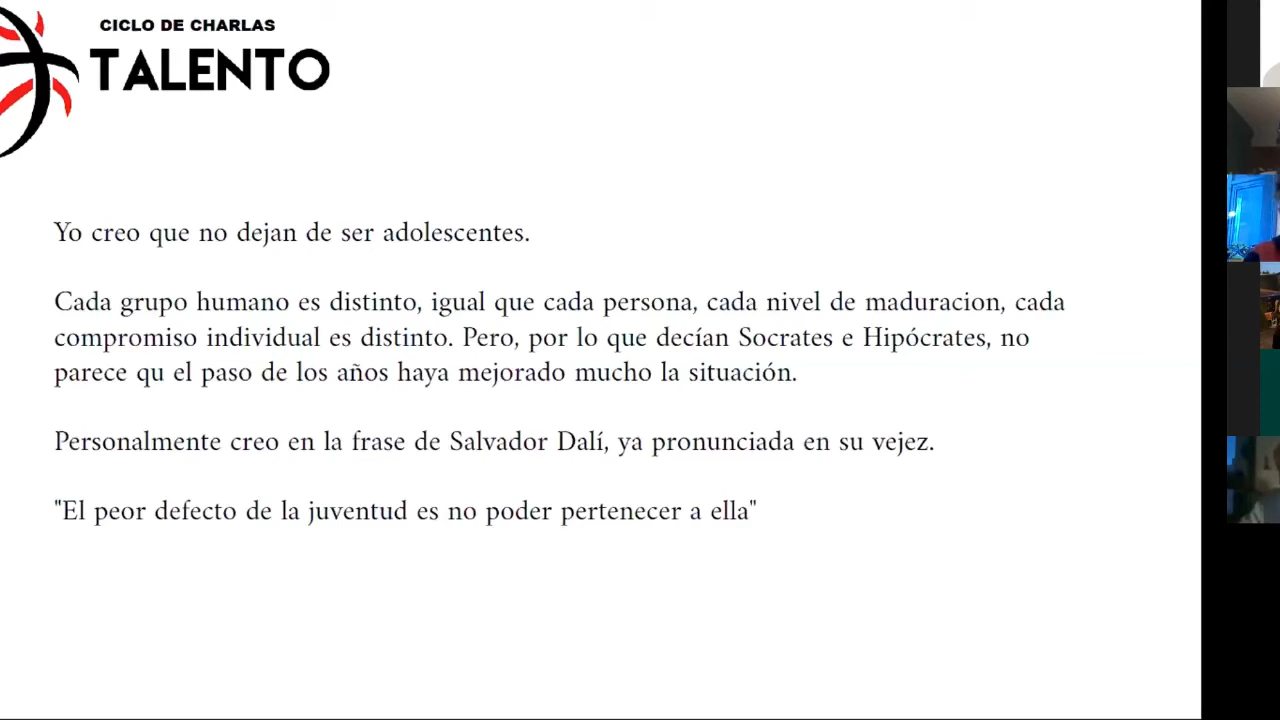 CICLO DE CHARLAS
TALENTO
Yo creo que no dejan de ser adolescentes.
Cada grupo humano es distinto, igual que cada persona, cada nivel de maduracion, cada
compromiso individual es distinto. Pero, por lo que decían Socrates e Hipócrates, no
parece qu el paso de los años haya mejorado mucho la situación.
Personalmente creo en la frase de Salvador Dalí, ya pronunciada en su vejez.
"El peor defecto de la juventud es no poder pertenecer a ella"